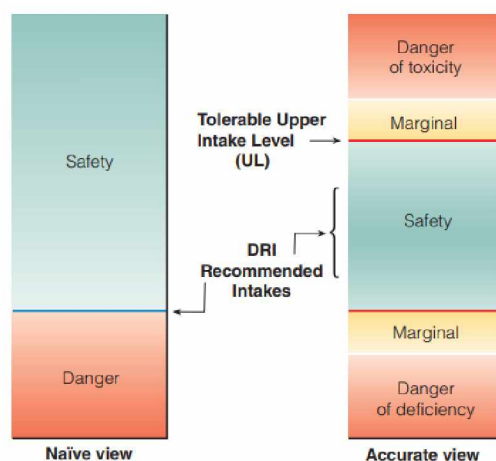 Safety
Danger
Naïve view
Tolerable Upper
Intake Level
(UL)
DRI
Recommended
Intakes
Danger
of toxicity
Marginal
Safety
Marginal
Danger
of deficiency
Accurate view